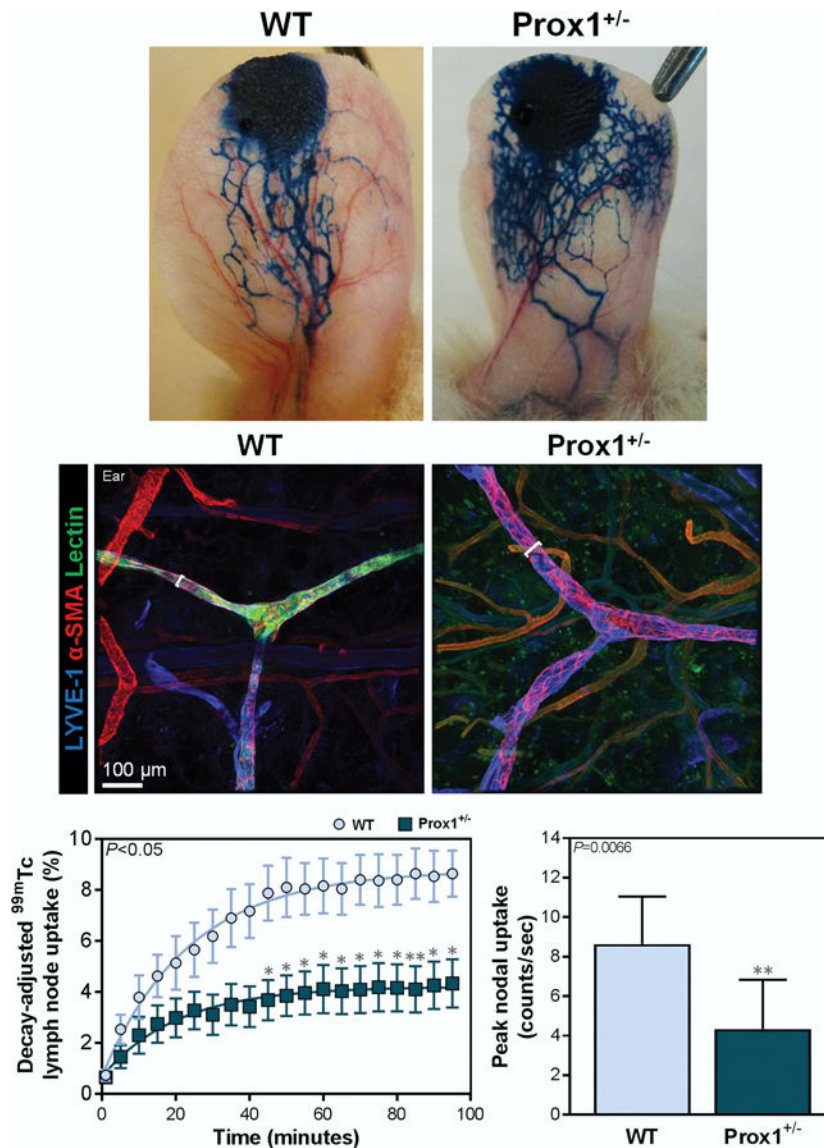 WT Prox1+/-
WT Prox1+/-
LYVE-1 α-SMA Lectin
Ear
100 µm
WT Prox1+/-
Decay-adjusted 99mTc
lymph node uptake (%)
P<0.05
10
8
6
4
2
0
* * * * * * * ** * *
0 20 40 60 80 100
Time (minutes)
Peak nodal uptake
(counts/sec)
P=0.0066
14
12
10
8
6
4
2
0
**
WT Prox1+/-